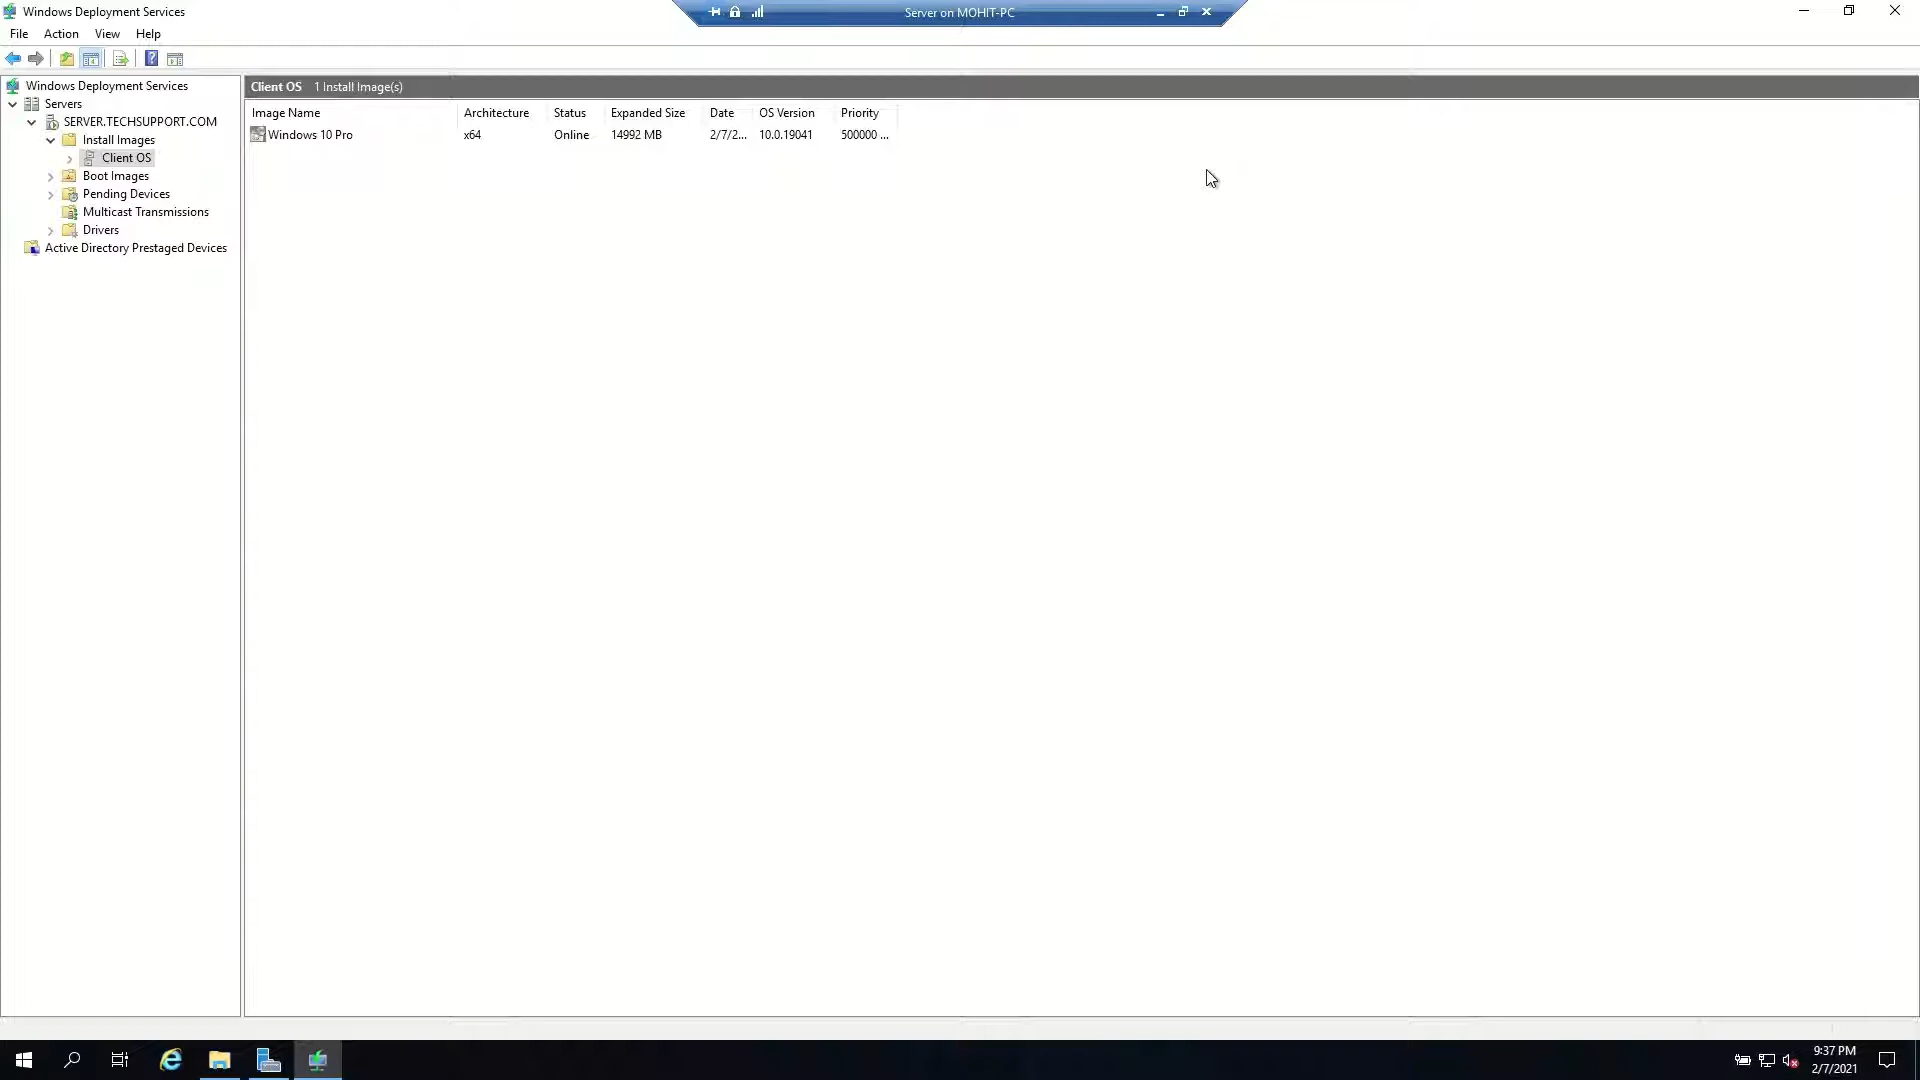 Windows Deployment Services
Server on MOHIT-PC
File Action View Help
Windows Deployment Services
Servers
SERVER.TECHSUPPORT.COM
Install Images
Client OS
Boot Images
Pending Devices
Multicast Transmissions
Drivers
Active Directory Prestaged Devices
Client OS 1 Install Image(s)
Image Name Architecture Status Expanded Size Date OS Version Priority
Windows 10 Pro x64 Online 14992 MB 2/7/2... 10.0.19041 500000 ...
9:37 PM
2/7/2021